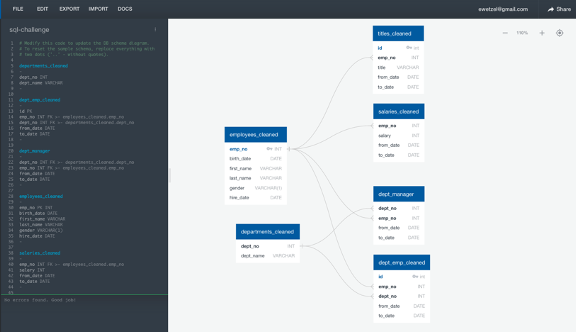 FILE EDIT EXPORT IMPORT DOCS
swetzel@gmail.com Share
sql-challenge
# Modify this code to update the DB schema diagram.
# To reset the sample schema, replace everything with
# two dots ('..' - without quotes).
departments_cleaned
-
dept_no INT
dept_name VARCHAR
dept_emp_cleaned
-
id PK
emp_no INT FK >- employees_cleaned.emp_no
dept_no INT FK >- departments_cleaned.dept_no
from_date DATE
to_date DATE
dept_manager
-
dept_no INT FK >- departments_cleaned.dept_no
emp_no INT FK >- employees_cleaned.emp_no
from_date DATE
to_date DATE
employees_cleaned
-
emp_no PK INT
birth_date DATE
first_name VARCHAR
last_name VARCHAR
gender VARCHAR(1)
hire_date DATE
salaries_cleaned
-
emp_no INT FK >- employees_cleaned.emp_no
salary INT
from_date DATE
to_date DATE
No errors found. Good job!
100%
titles_cleaned
id INT
emp_no INT
title VARCHAR
from_date DATE
to_date DATE
salaries_cleaned
emp_no INT
salary INT
from_date DATE
to_date DATE
employees_cleaned
emp_no INT
birth_date DATE
first_name VARCHAR
last_name VARCHAR
gender VARCHAR(1)
hire_date DATE
dept_manager
dept_no INT
emp_no INT
from_date DATE
to_date DATE
departments_cleaned
dept_no INT
dept_name VARCHAR
dept_emp_cleaned
id
emp_no INT
dept_no INT
from_date DATE
to_date DATE